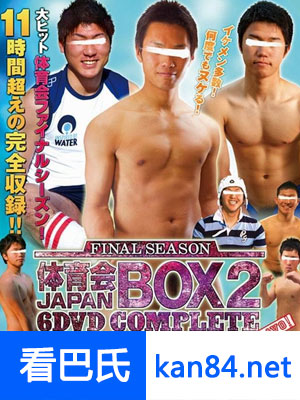 大ヒット体育会ファイナルシーズン！
11時間超えの完全収録!!
イケメン多数！
何度でもヌケる！
WATER
FINAL SEASON
体育会
JAPAN
BOX2
6DVD COMPLETE
看巴氏
kan84.net